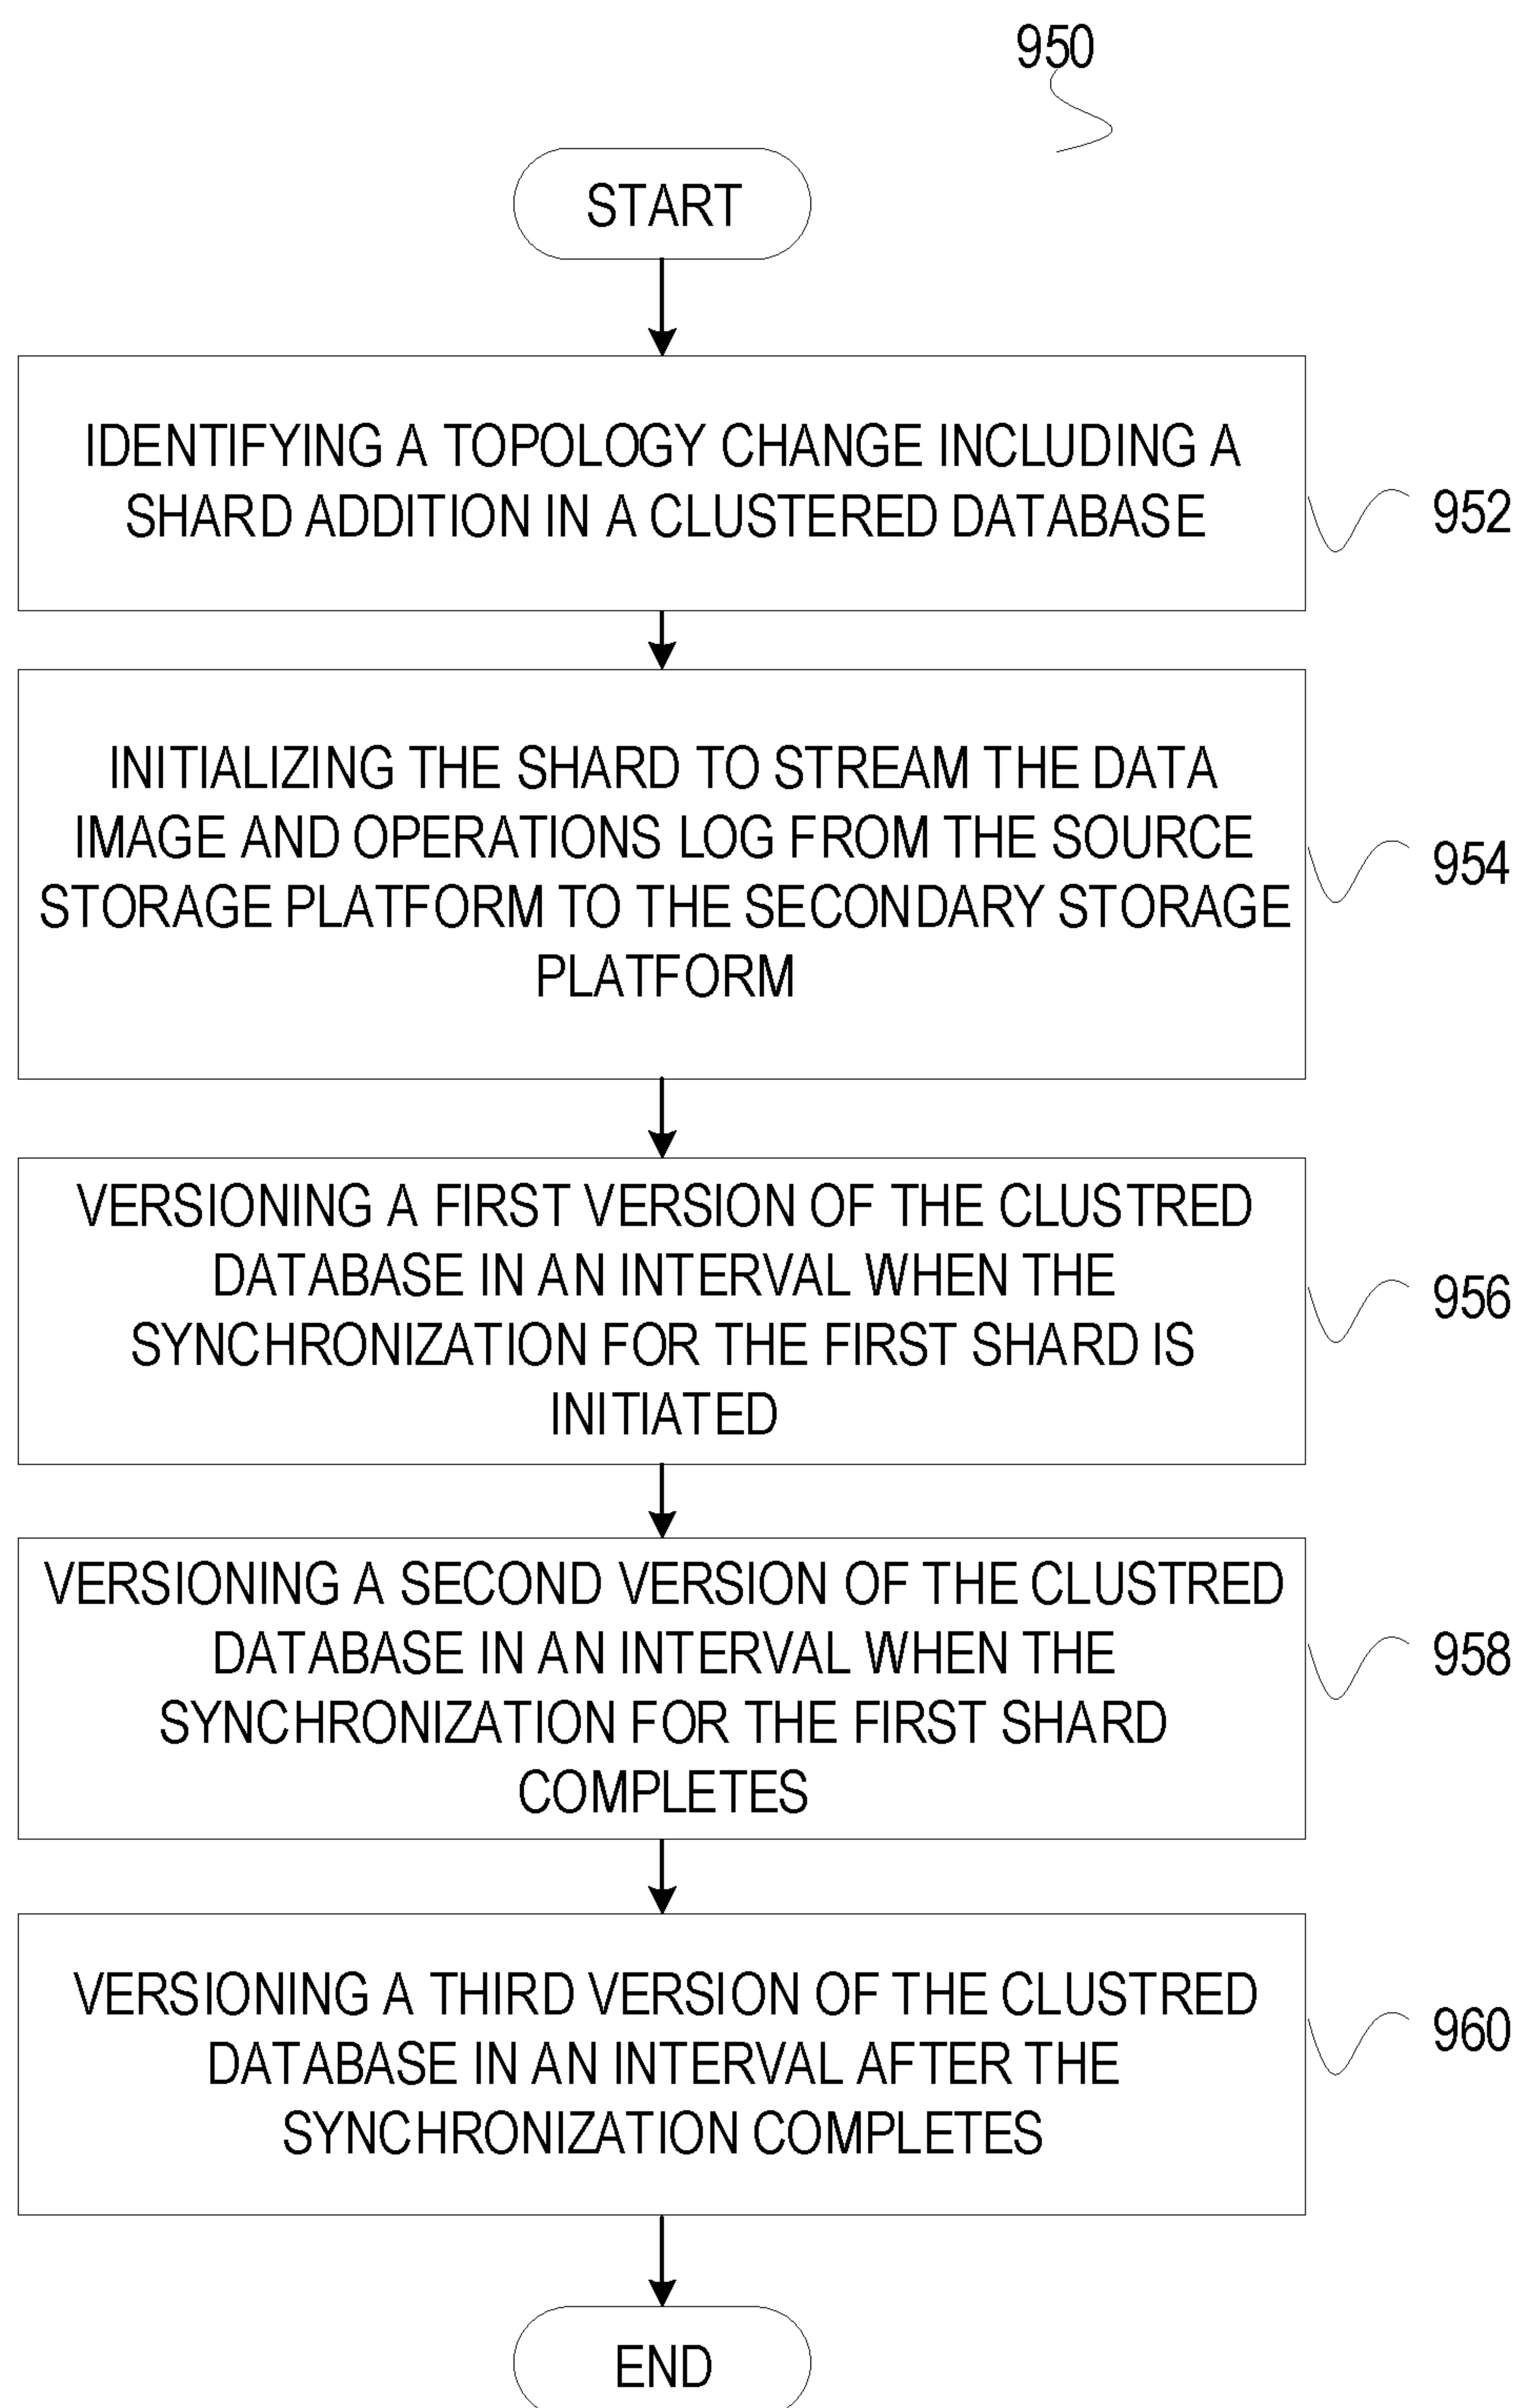 950
START
IDENTIFYING A TOPOLOGY CHANGE INCLUDING A
SHARD ADDITION IN A CLUSTERED DATABASE
952
INITIALIZING THE SHARD TO STREAM THE DATA
IMAGE AND OPERATIONS LOG FROM THE SOURCE
STORAGE PLATFORM TO THE SECONDARY STORAGE
PLATFORM
954
VERSIONING A FIRST VERSION OF THE CLUSTRED
DATABASE IN AN INTERVAL WHEN THE
SYNCHRONIZATION FOR THE FIRST SHARD IS
INITIATED
956
VERSIONING A SECOND VERSION OF THE CLUSTRED
DATABASE IN AN INTERVAL WHEN THE
SYNCHRONIZATION FOR THE FIRST SHARD
COMPLETES
958
VERSIONING A THIRD VERSION OF THE CLUSTRED
DATABASE IN AN INTERVAL AFTER THE
SYNCHRONIZATION COMPLETES
960
END